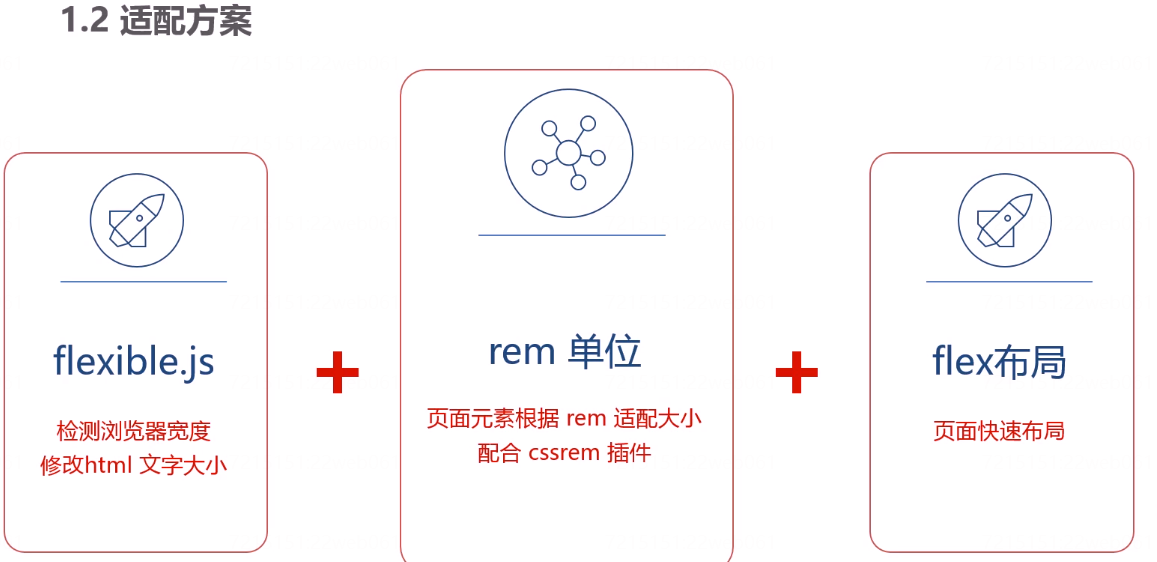 1.2 适配方案
flexible.js
检测浏览器宽度
修改html 文字大小
+
rem 单位
页面元素根据 rem 适配大小
配合 cssrem 插件
+
flex布局
页面快速布局